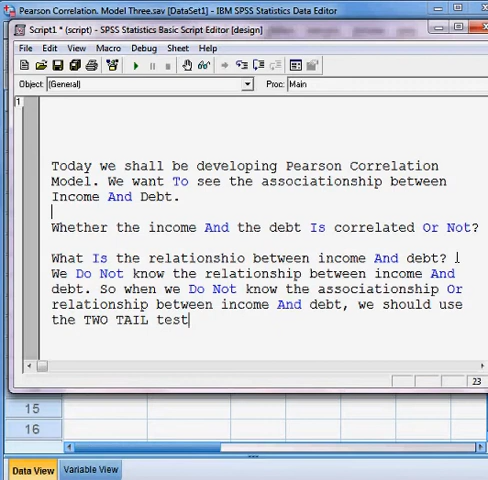 Pearson Correlation. Model Three.sav [DataSet1] - IBM SPSS Statistics Data Editor
Script1 * (script) - SPSS Statistics Basic Script Editor [design]
File Edit View Macro Debug Sheet Help
Object: (General) Proc: Main
1
Today we shall be developing Pearson Correlation
Model. We want To see the associationship between
Income And Debt.
Whether the income And the debt Is correlated Or Not?
What Is the relationshio between income And debt?
We Do Not know the relationship between income And
debt. So when we Do Not know the associationship Or
relationship between income And debt, we should use
the TWO TAIL test
23
15
16
Data View Variable View